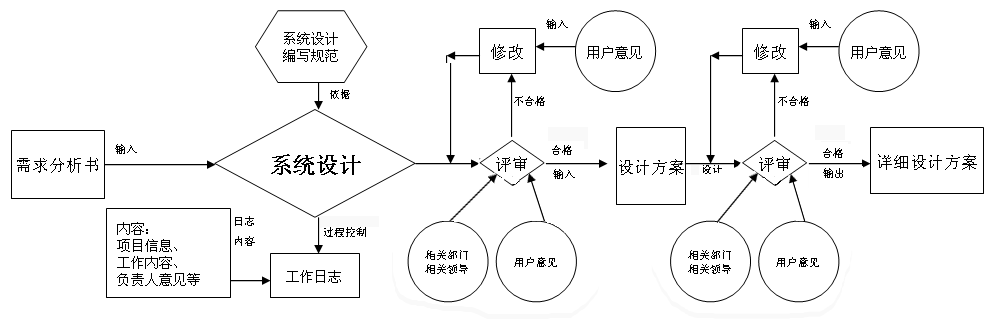 系统设计
编写规范
依据
需求分析书
输入
系统设计
过程控制
日志
内容
内容：
项目信息、
工作内容、
负责人意见等
工作日志
修改
输入
用户意见
不合格
评审
合格
输入
相关部门
相关领导
用户意见
设计方案
设计
修改
输入
用户意见
不合格
评审
合格
输出
相关部门
相关领导
用户意见
详细设计方案